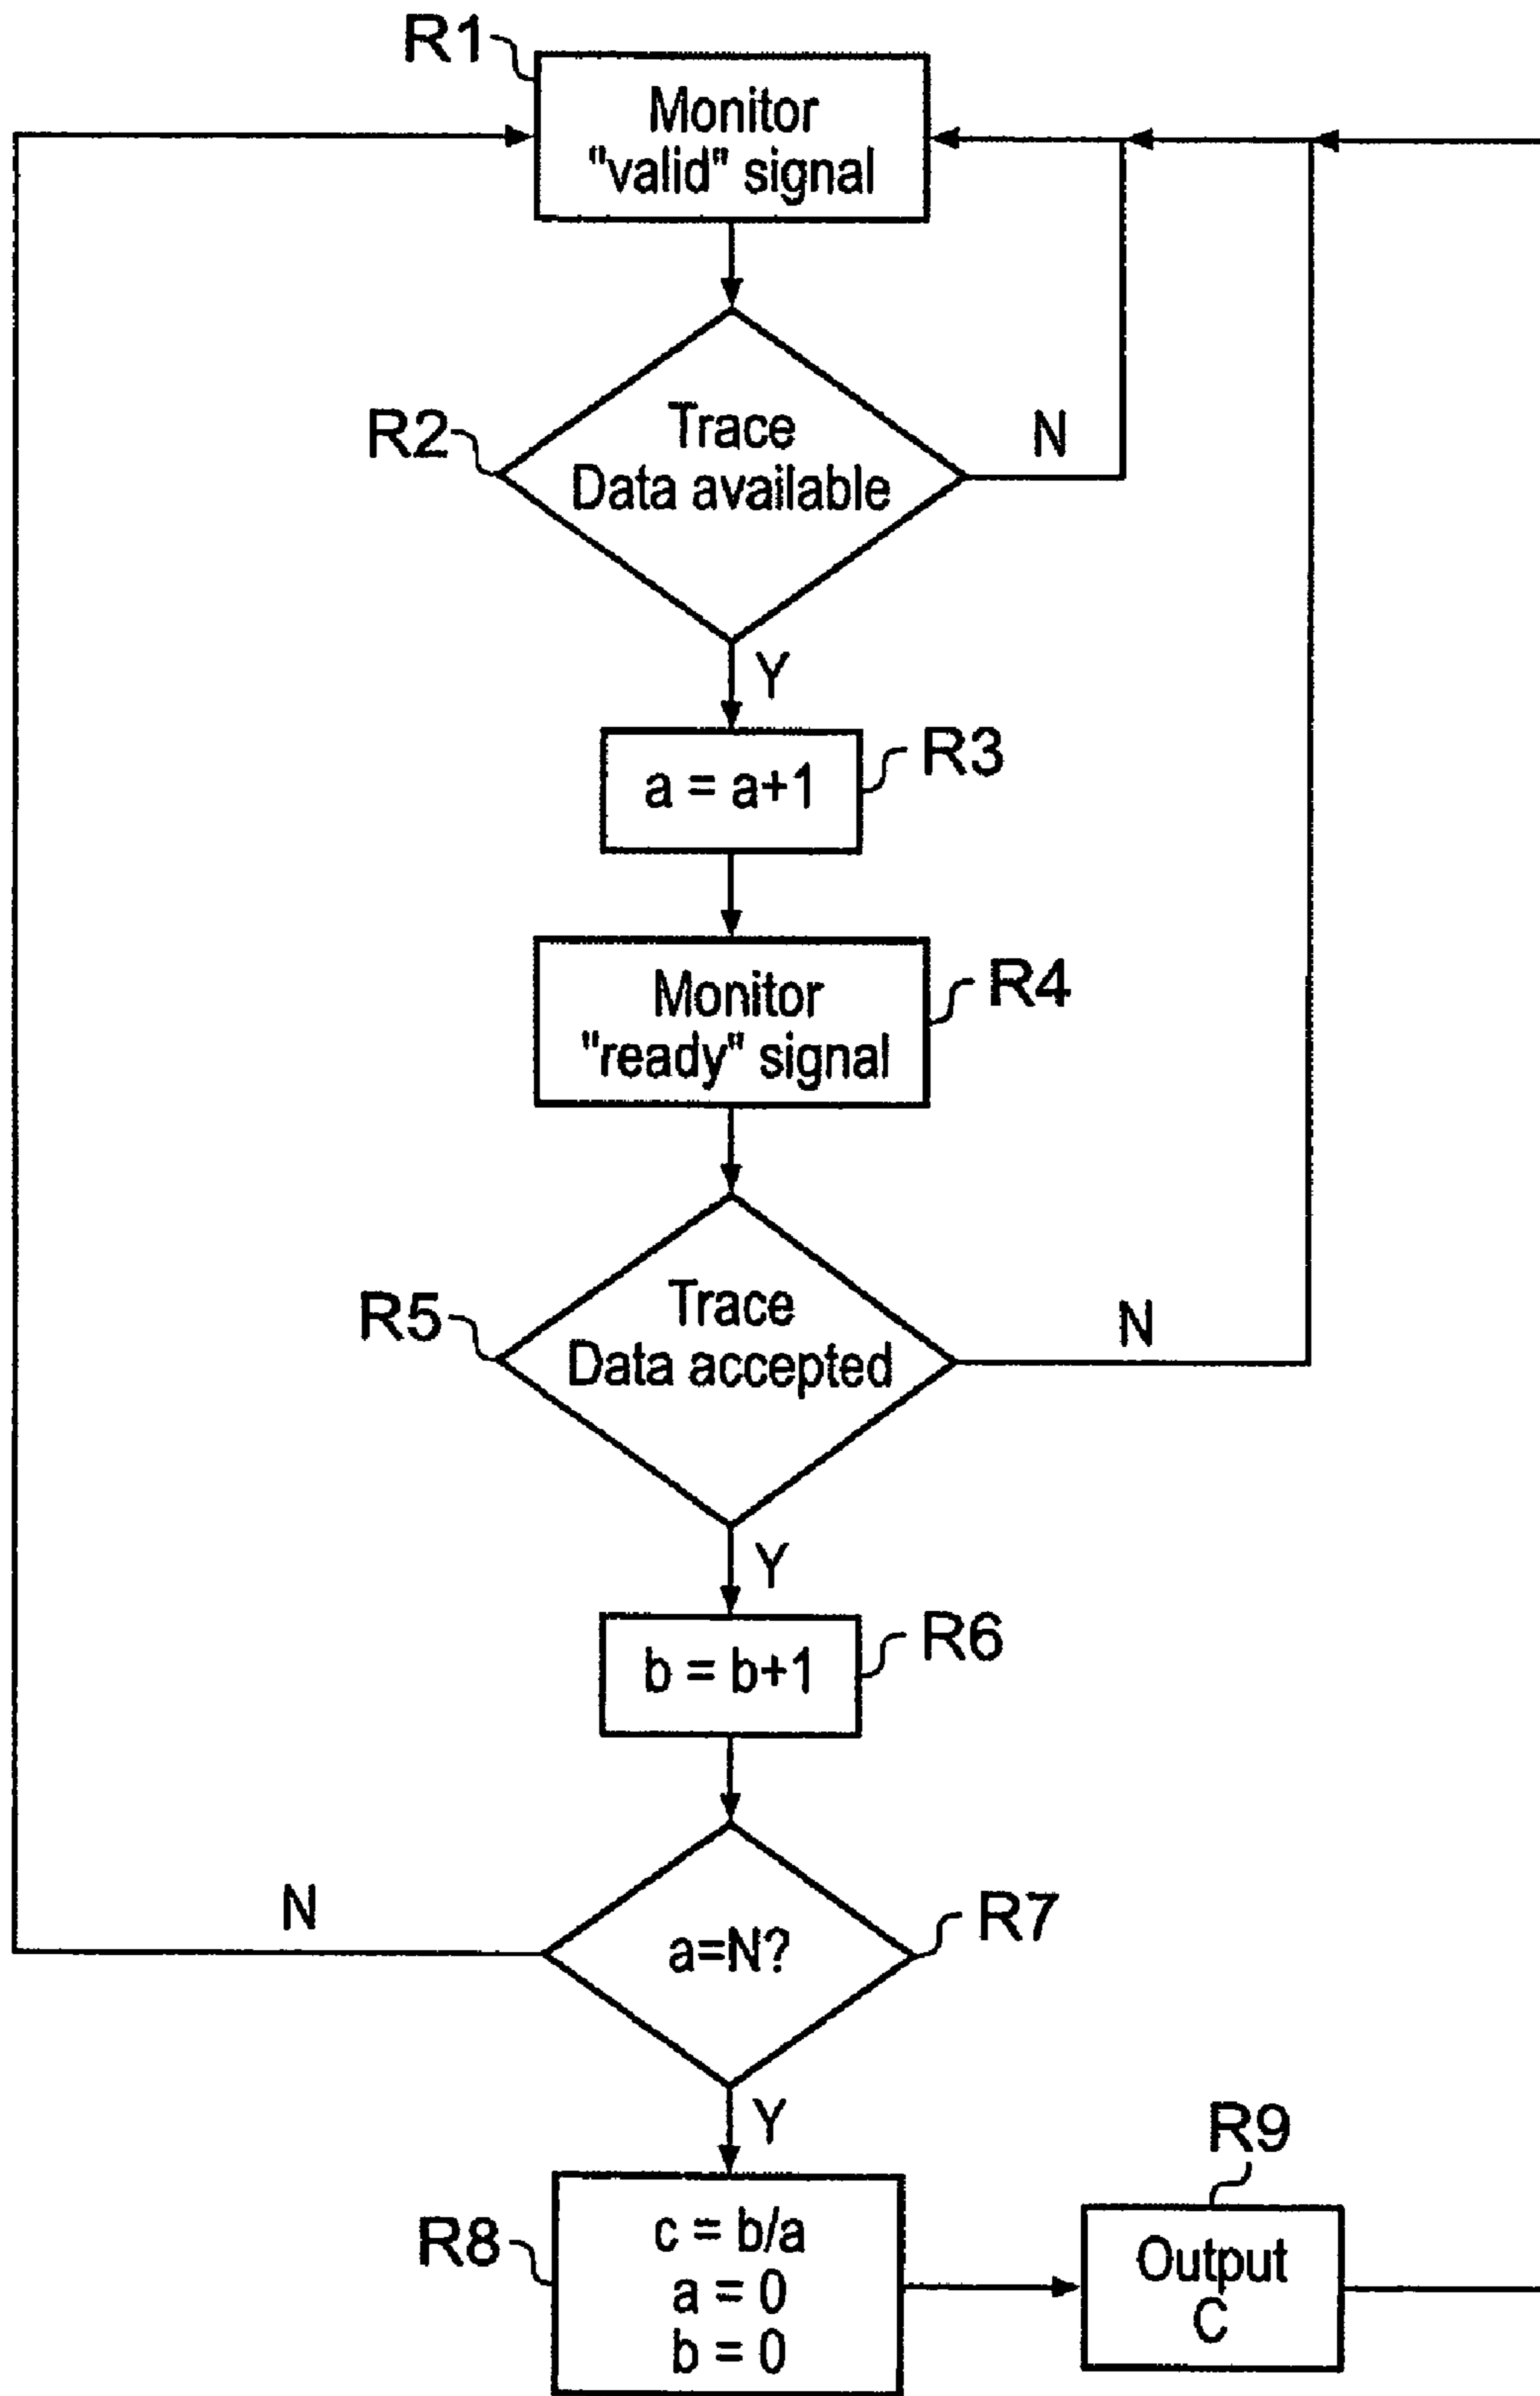 R1
Monitor
"valid" signal
R2
Trace
Data available
N
Y
a = a+1
R3
Monitor
"ready" signal
R4
R5
Trace
Data accepted
N
Y
b = b+1
R6
N
a=N?
R7
Y
R8
c = b/a
a = 0
b = 0
R9
Output
C